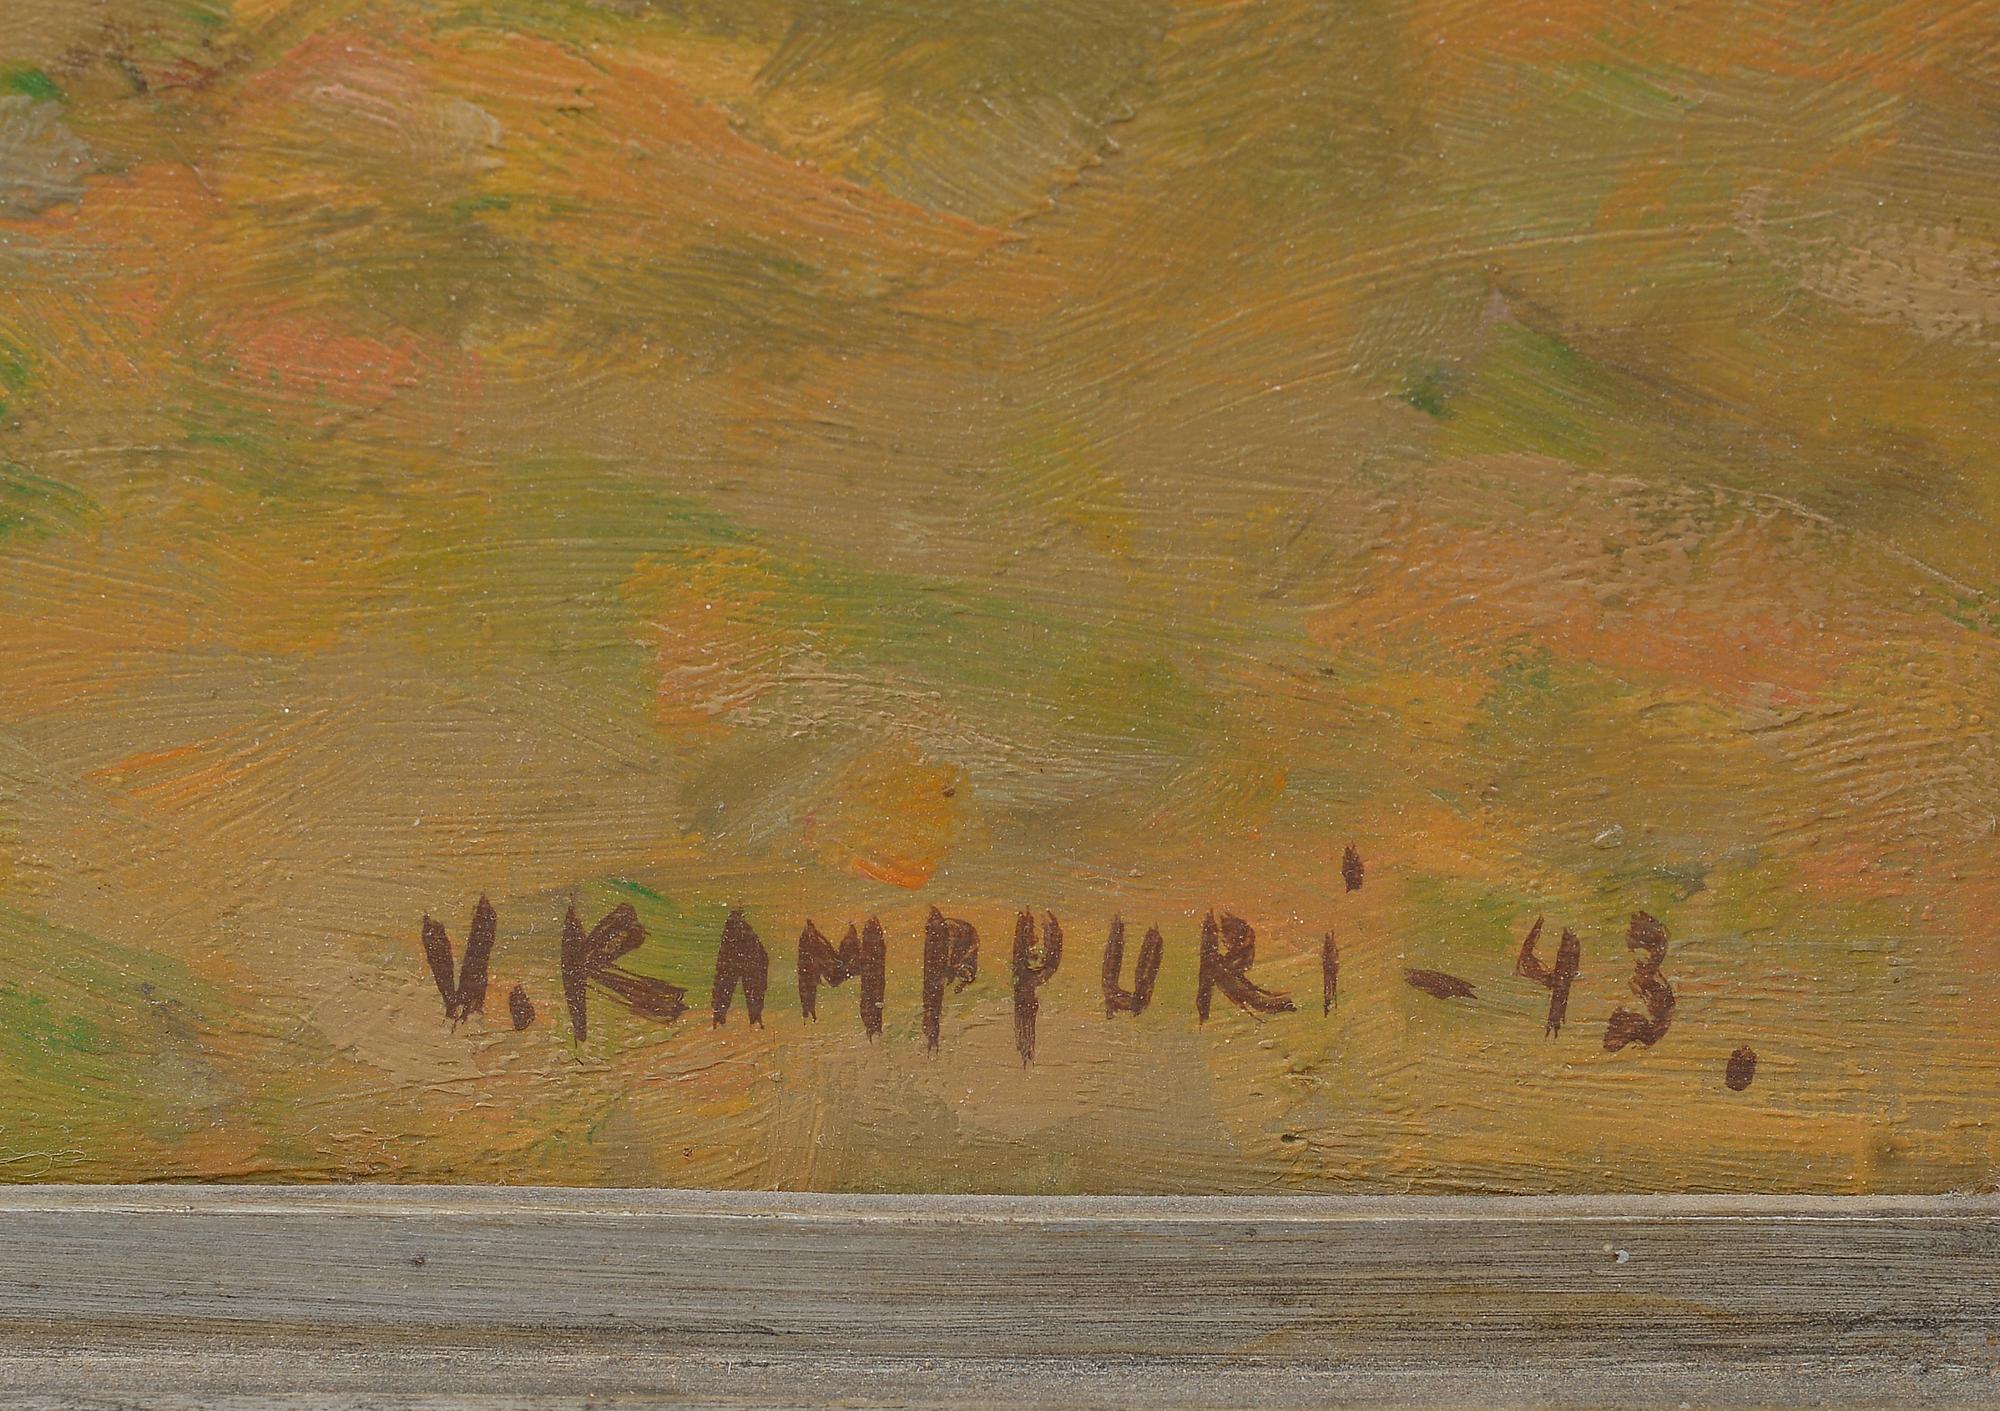 V. KAMPPURi - 43.